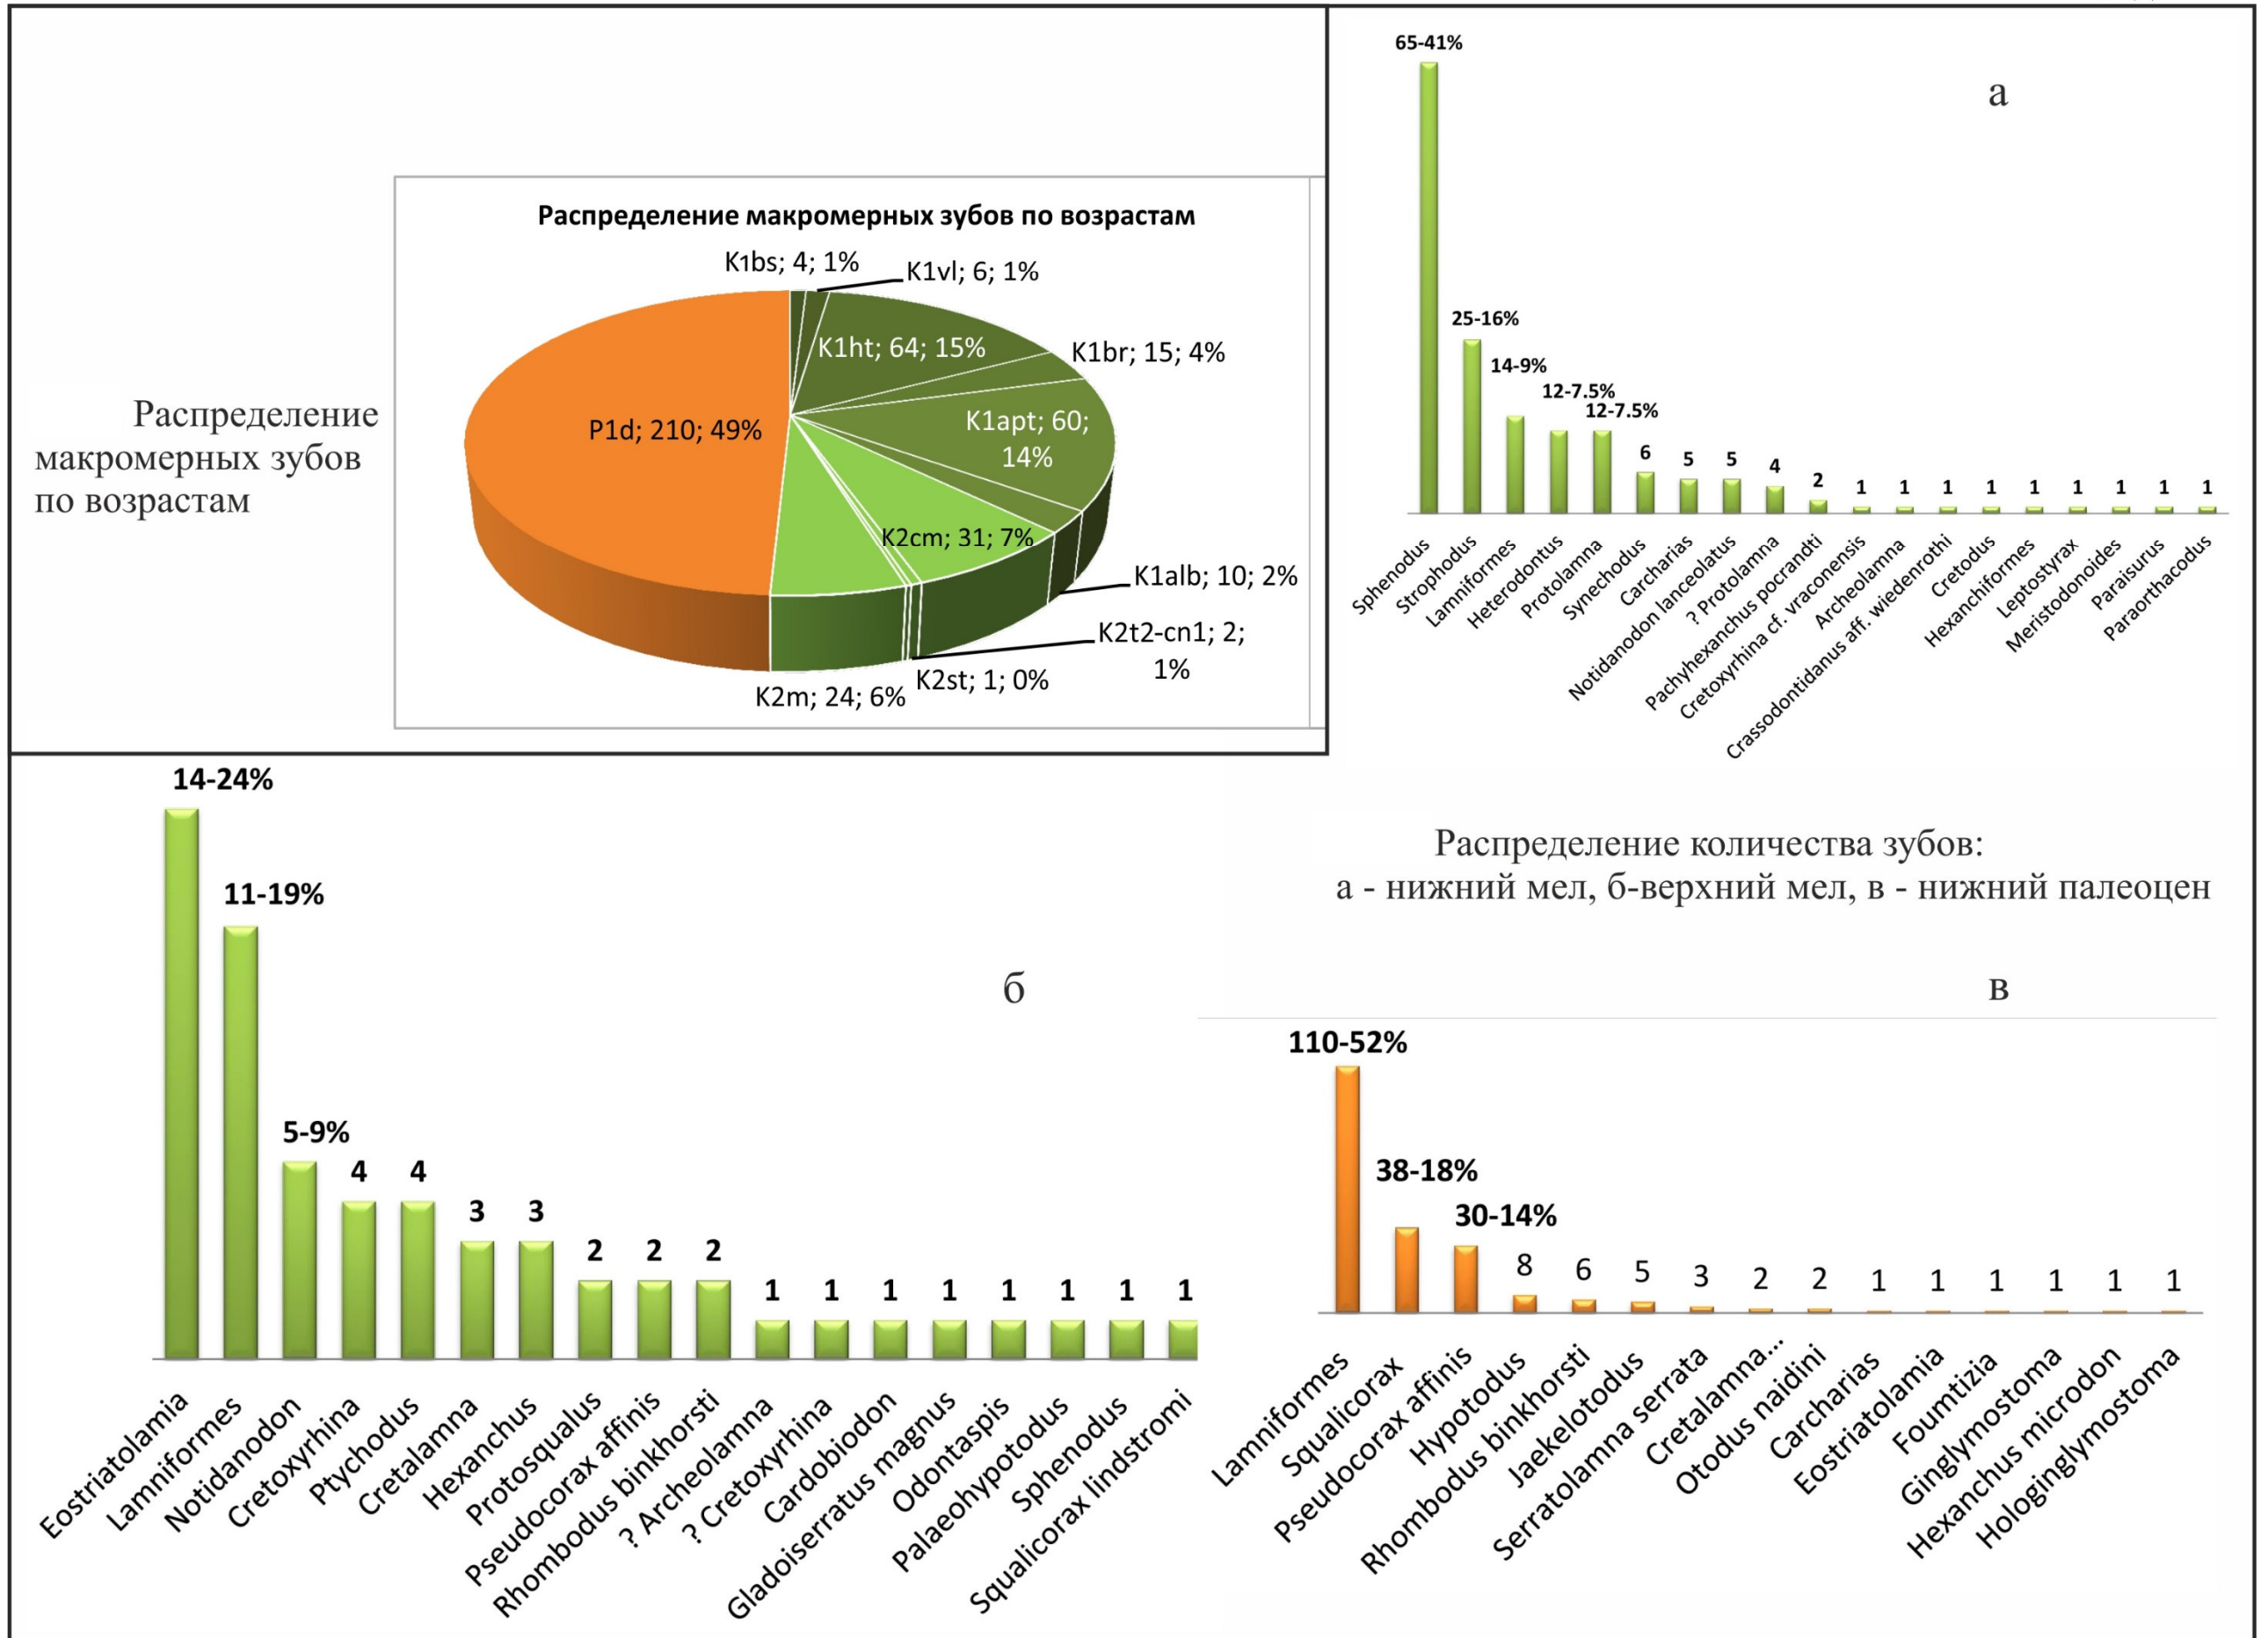 Распределение
макромерных зубов
по возрастам
Распределение макромерных зубов по возрастам
K1bs; 4; 1%
K1vl; 6; 1%
K1ht; 64; 15%
K1br; 15; 4%
K1apt; 60;
14%
P1d; 210; 49%
K2cm; 31; 7%
K1alb; 10; 2%
K2t2-cn1; 2;
1%
K2st; 1; 0%
K2m; 24; 6%
а
65-41%
25-16%
14-9%
12-7.5%
12-7.5%
6
5
5
4
2
1
1
1
1
1
1
1
1
1
Sphenodus
Strophodus
Lamniformes
Heterodontus
Protolamna
Synechodus
Carcharias
Notidanodon lanceolatus
? Protolamna
Pachyhexanchus pocrandti
Cretoxyrhina cf. vraconensis
Archeolamna
Crassodontidanus aff. wiedenrothi
Cretodus
Hexanchiformes
Leptostyrax
Meristodonoides
Paraisurus
Paraorthacodus
Распределение количества зубов:
а - нижний мел, б-верхний мел, в - нижний палеоцен
б
14-24%
11-19%
5-9%
4
4
3
3
2
2
2
1
1
1
1
1
1
1
1
Eostriatolamia
Lamniformes
Notidanodon
Cretoxyrhina
Ptychodus
Cretalamna
Hexanchus
Protosqualus
Pseudocorax affinis
Rhombodus binkhorsti
? Archeolamna
? Cretoxyrhina
Cardobiodon
Gladoiserratus magnus
Odontaspis
Palaeohypotodus
Sphenodus
Squalicorax lindstromi
в
110-52%
38-18%
30-14%
8
6
5
3
2
2
1
1
1
1
1
1
Lamniformes
Squalicorax
Pseudocorax affinis
Hypotodus
Rhombodus binkhorsti
Jaekelotodus
Serratolamna serrata
Cretalamna...
Otodus naidini
Carcharias
Eostriatolamia
Foumtizia
Ginglymostoma
Hexanchus microdon
Hologinglymostoma